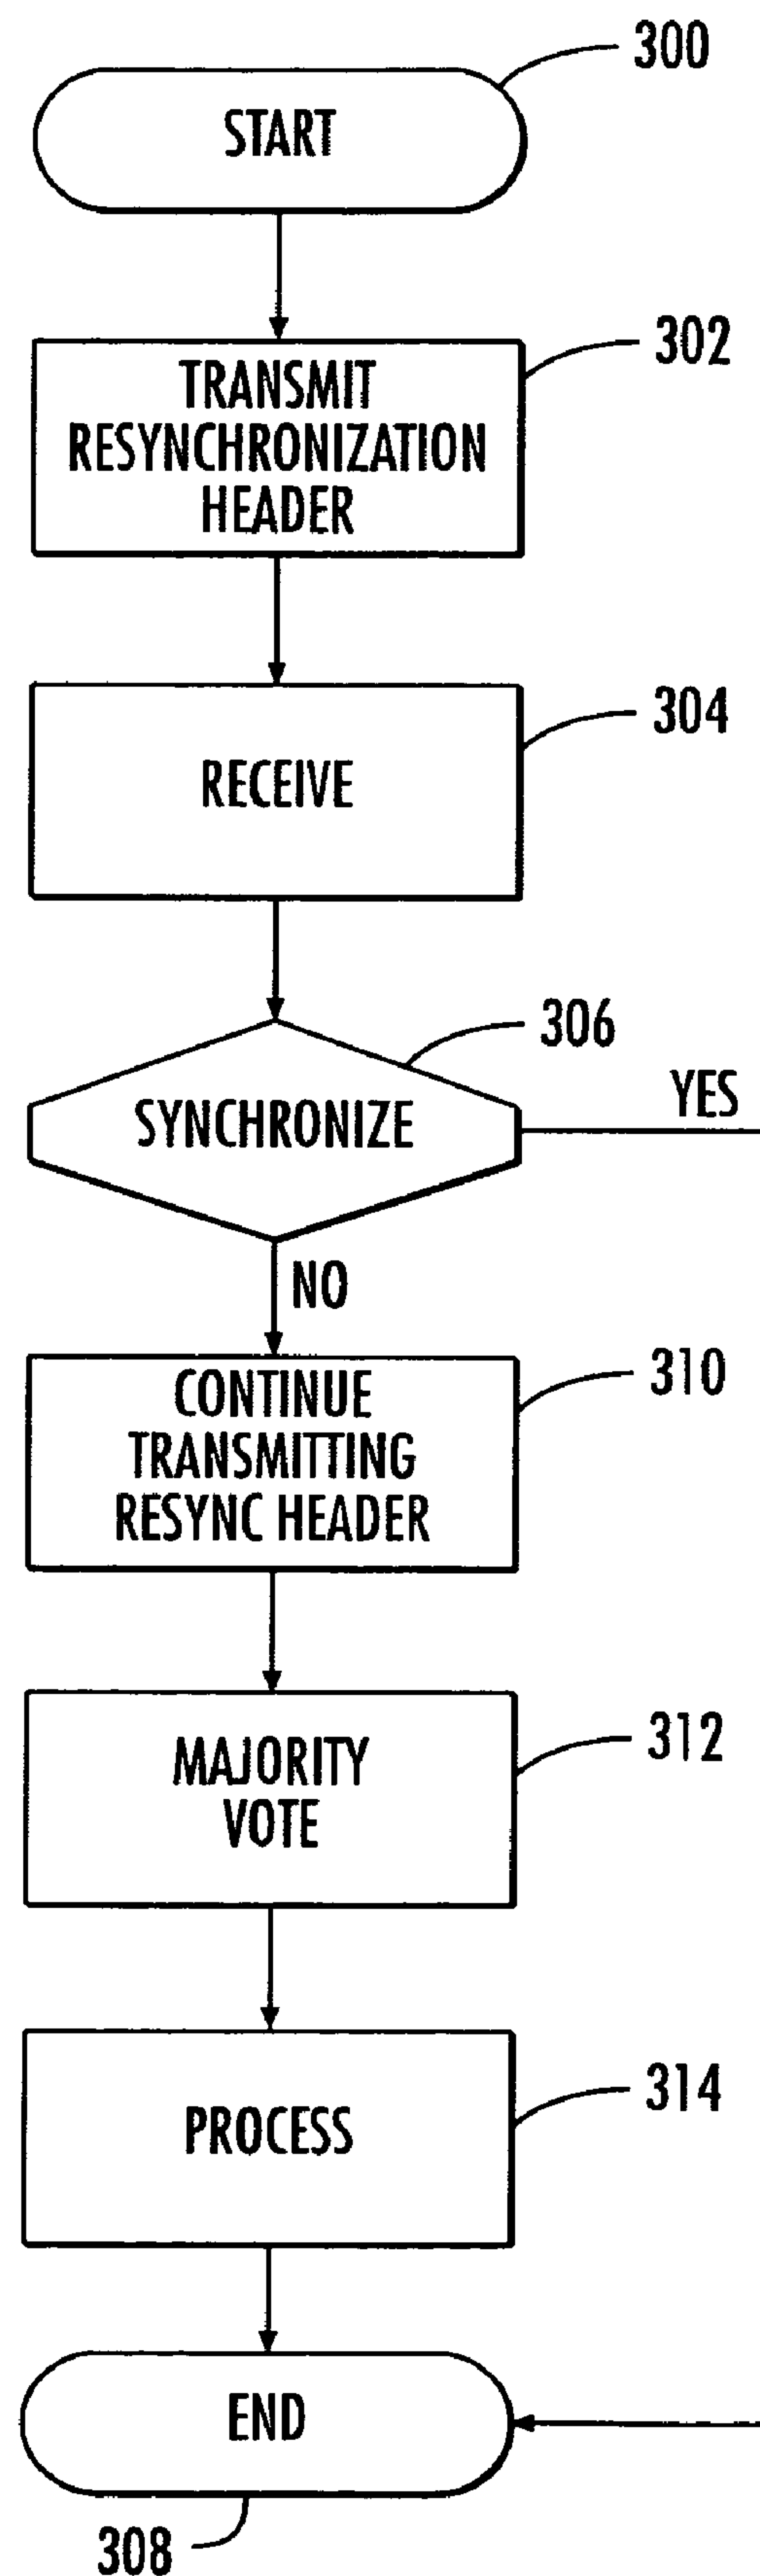 300
START
302
TRANSMIT
RESYNCHRONIZATION
HEADER
304
RECEIVE
306
SYNCHRONIZE
YES
NO
310
CONTINUE
TRANSMITTING
RESYNC HEADER
312
MAJORITY
VOTE
314
PROCESS
END
308